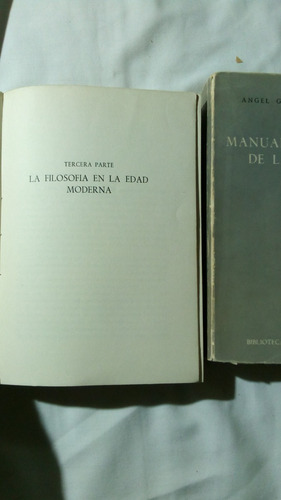 TERCERA PARTE
LA FILOSOFIA EN LA EDAD
MODERNA
ANGEL
MANUA
DE L
BIBLIOTEC